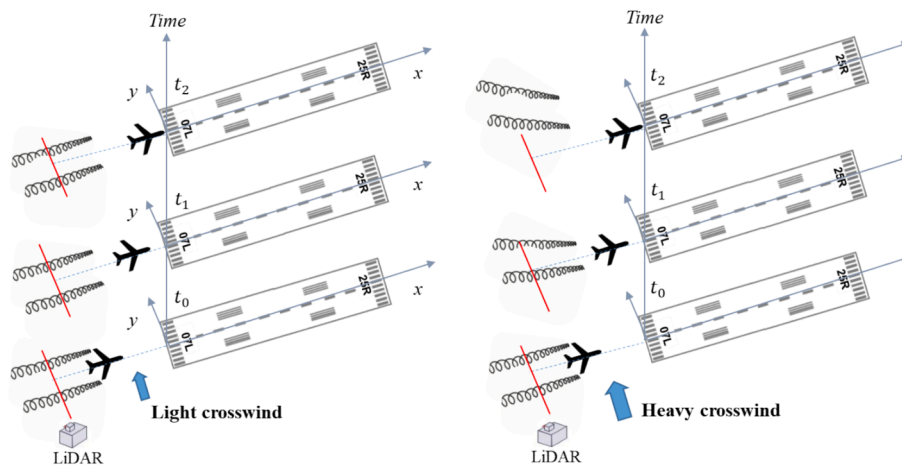 Time
t2
y
07L
25R
x
t1
y
07L
25R
x
t0
y
07L
25R
x
Light crosswind
LiDAR
Time
t2
y
07L
25R
x
t1
y
07L
25R
x
t0
y
07L
25R
x
Heavy crosswind
LiDAR